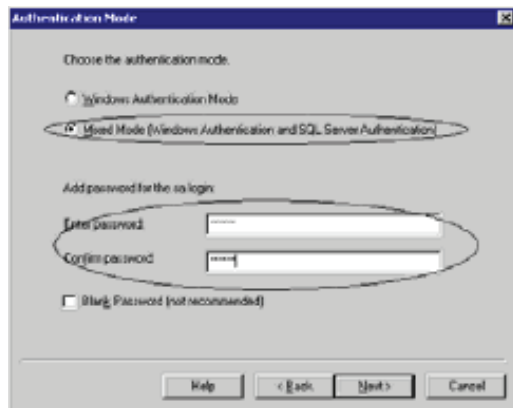 Authentication Mode
Choose the authentication mode.
Windows Authentication Mode
Mixed Mode (Windows Authentication and SQL Server Authentication)
Add password for the sa login:
Enter password:
*****
Confirm password:
*****
Blank Password (not recommended)
Help
< Back
Next >
Cancel